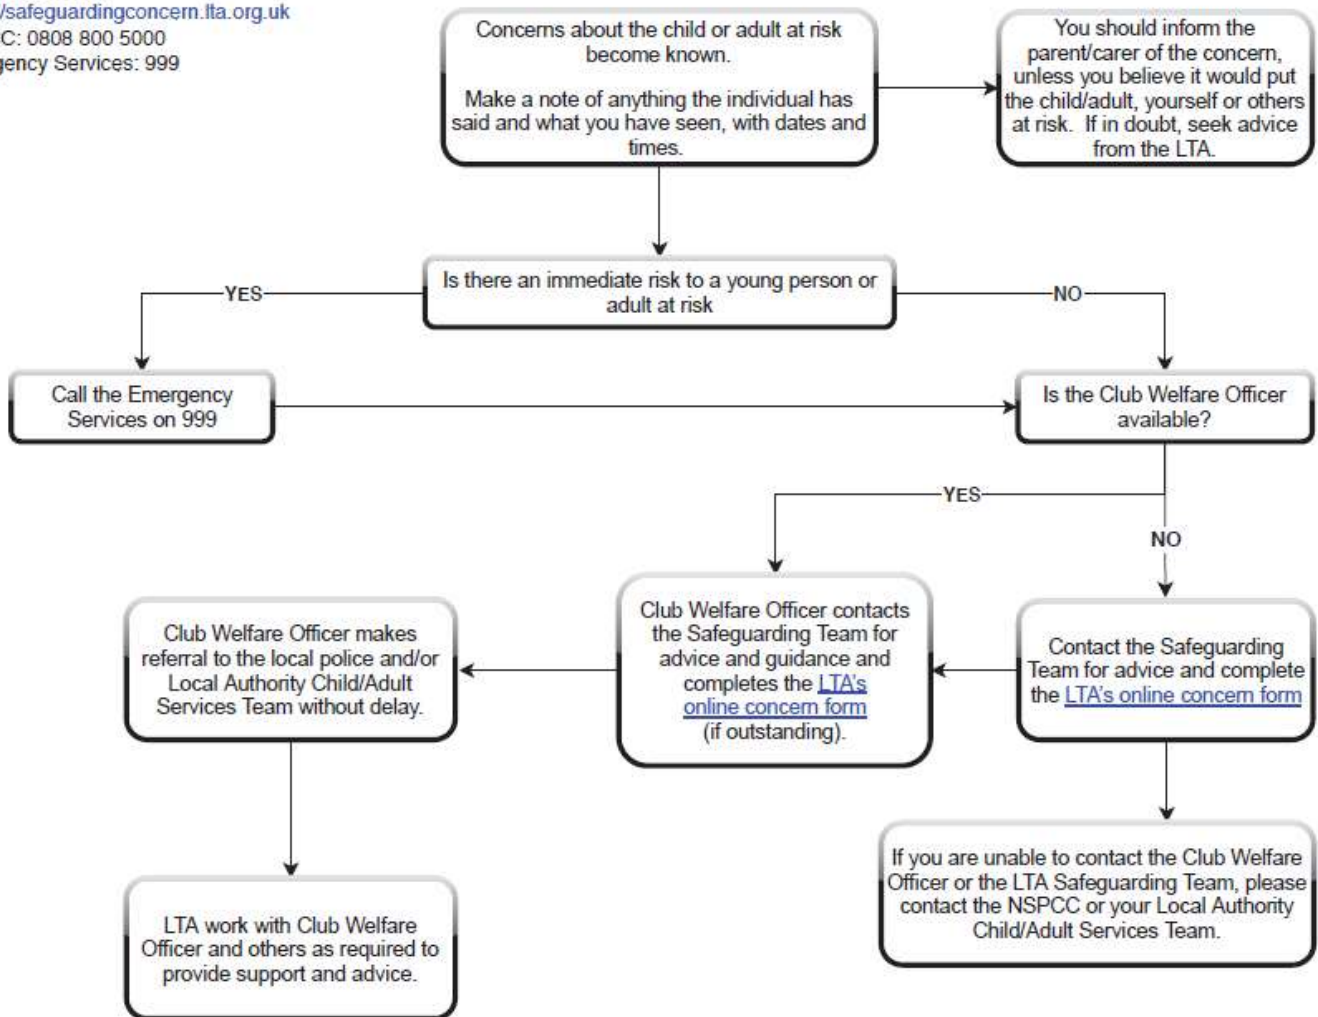 /safeguardingconcern.lta.org.uk
C: 0808 800 5000
gency Services: 999
Concerns about the child or adult at risk
become known.
Make a note of anything the individual has
said and what you have seen, with dates and
times.
You should inform the
parent/carer of the concern,
unless you believe it would put
the child/adult, yourself or others
at risk. If in doubt, seek advice
from the LTA.
Is there an immediate risk to a young person or
adult at risk
YES
NO
Call the Emergency
Services on 999
Is the Club Welfare Officer
available?
YES
NO
Club Welfare Officer makes
referral to the local police and/or
Local Authority Child/Adult
Services Team without delay.
Club Welfare Officer contacts
the Safeguarding Team for
advice and guidance and
completes the LTA's
online concern form
(if outstanding).
Contact the Safeguarding
Team for advice and complete
the LTA's online concern form
LTA work with Club Welfare
Officer and others as required to
provide support and advice.
If you are unable to contact the Club Welfare
Officer or the LTA Safeguarding Team, please
contact the NSPCC or your Local Authority
Child/Adult Services Team.